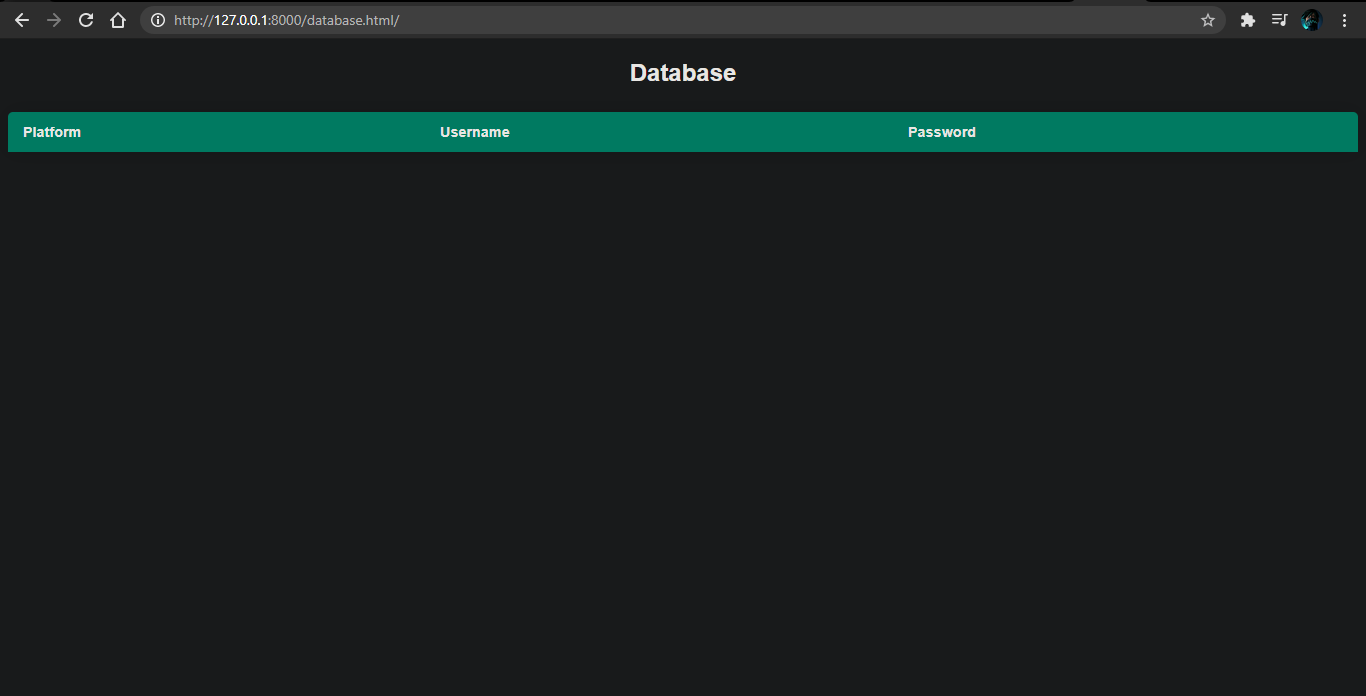 http://127.0.0.1:8000/database.html/
Database
Platform Username Password